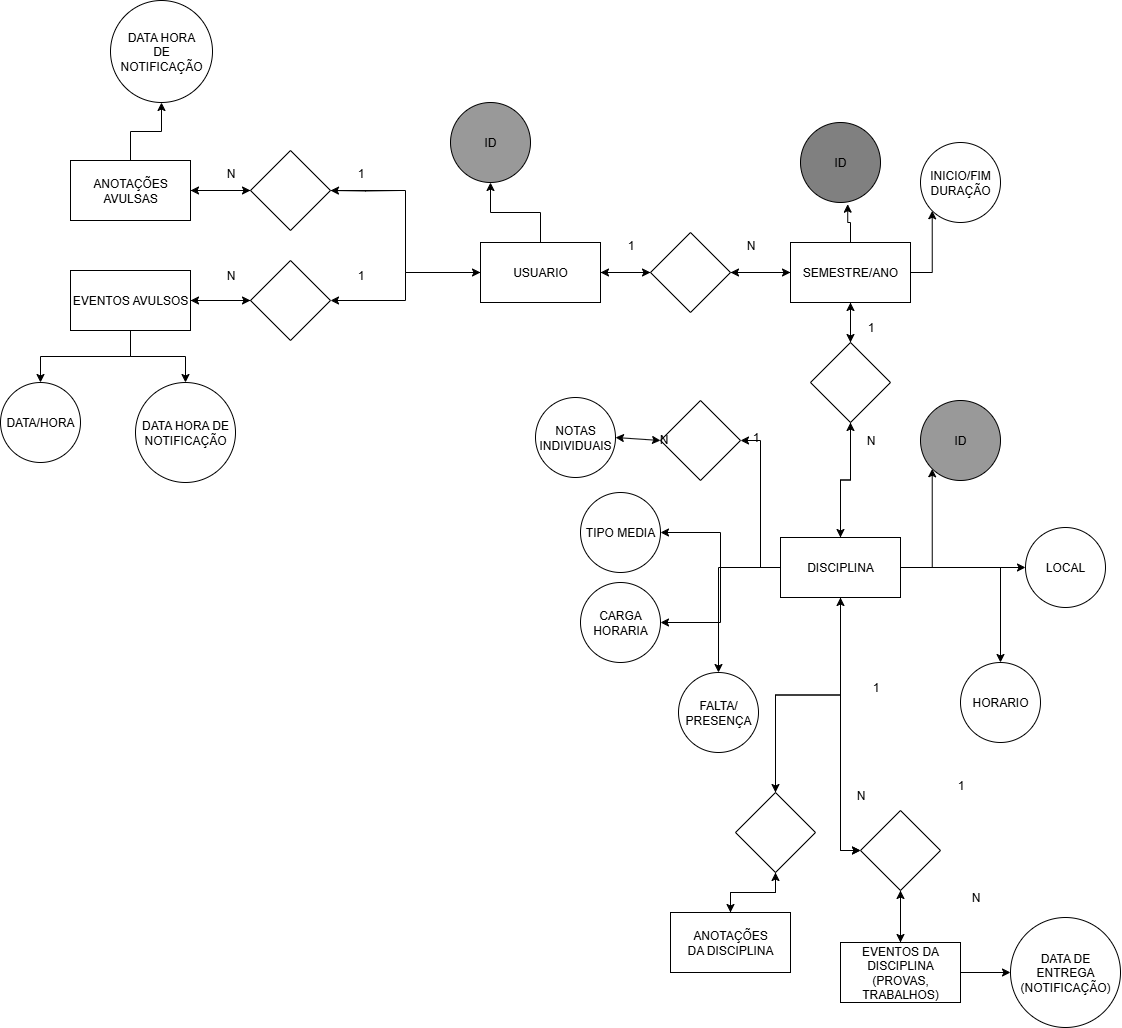 DATA HORA
DE
NOTIFICAÇÃO
ID
ID
INICIO/FIM
DURAÇÃO
ANOTAÇÕES
AVULSAS
N
1
USUARIO
1
N
SEMESTRE/ANO
EVENTOS AVULSOS
N
1
1
DATA/HORA
DATA HORA DE
NOTIFICAÇÃO
NOTAS
INDIVIDUAIS
N
1
N
ID
TIPO MEDIA
DISCIPLINA
LOCAL
CARGA
HORARIA
FALTA/
PRESENÇA
1
HORARIO
N
1
N
ANOTAÇÕES
DA DISCIPLINA
EVENTOS DA
DISCIPLINA
(PROVAS,
TRABALHOS)
DATA DE
ENTREGA
(NOTIFICAÇÃO)